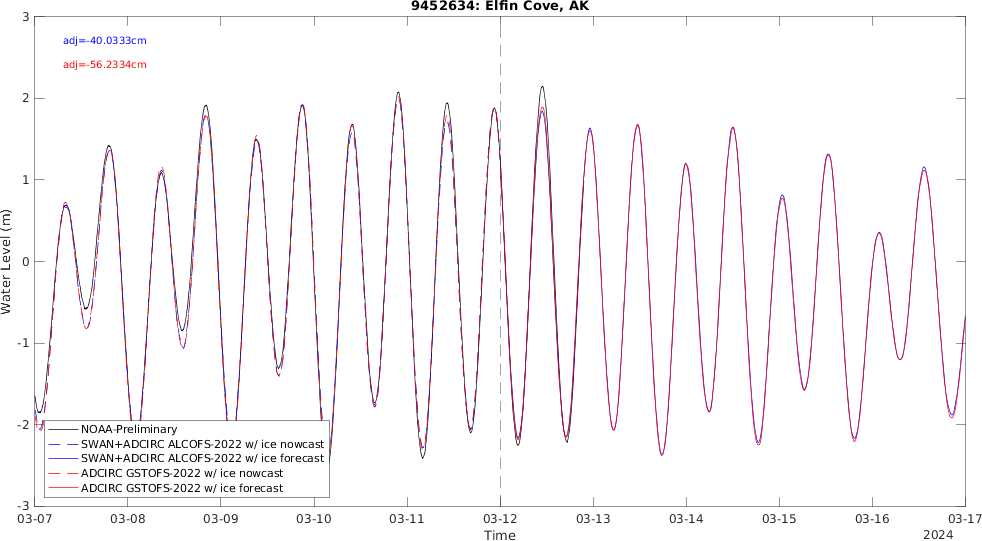 9452634: Elfin Cove, AK
adj=-40.0333cm
adj=-56.2334cm
Water Level (m)
3
2
1
0
-1
-2
-3
NOAA-Preliminary
SWAN+ADCIRC ALCOFS-2022 w/ ice nowcast
SWAN+ADCIRC ALCOFS-2022 w/ ice forecast
ADCIRC GSTOFS-2022 w/ ice nowcast
ADCIRC GSTOFS-2022 w/ ice forecast
03-07 03-08 03-09 03-10 03-11 03-12 03-13 03-14 03-15 03-16 03-17
Time
2024